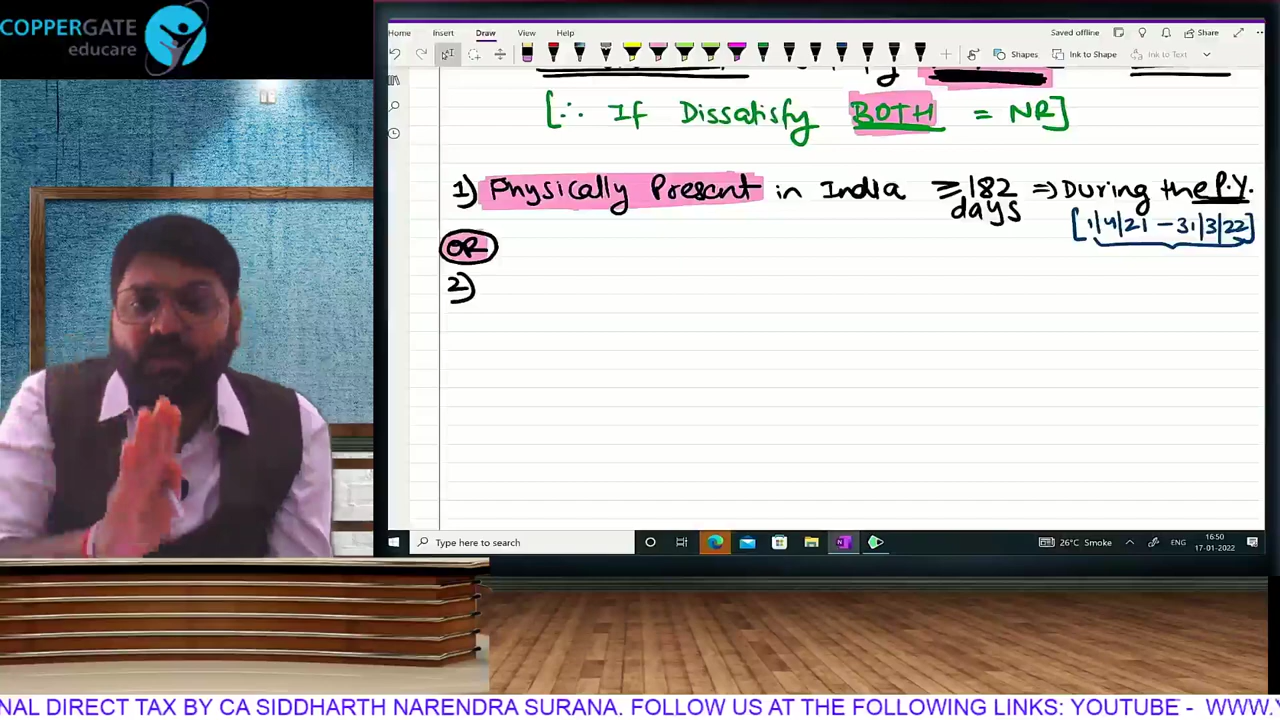 COPPERGATE
educare
Home Insert Draw View Help Saved offline Share
Shapes Ink to Shape Ink to Text
[∴ If Dissatisfy BOTH = NR]
1) Physically Present in India ≥182 days ⇒ During the P.Y.
[1/4/21 - 31/3/22]
OR
2)
Type here to search
26°C Smoke ENG 16:50
17-01-2022
NAL DIRECT TAX BY CA SIDDHARTH NARENDRA SURANA. FOLLOW US AT THE FOLLOWING LINKS: YOUTUBE - WWW.